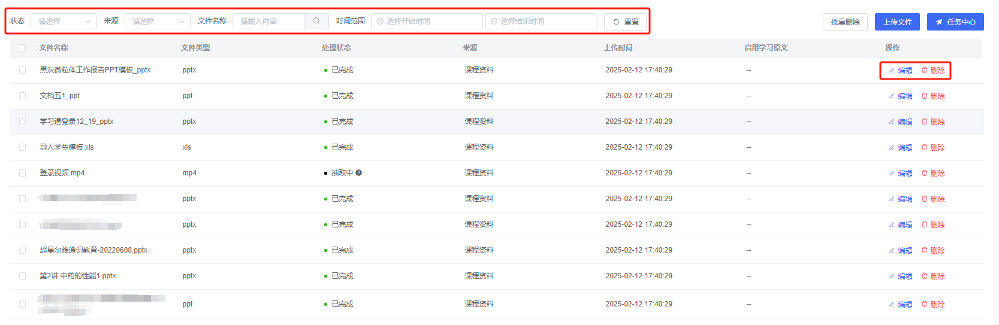 状态 请选择 来源 请选择 文件名称 请输入内容 时间范围 选择开始时间 选择结束时间 重置 批量删除 上传文件 任务中心
文件名称 文件类型 处理状态 来源 上传时间 启用学习原文 操作
黑灰微粒体工作报告PPT模板_pptx pptx 已完成 课程资料 2025-02-12 17:40:29 -- 编辑 删除
文档五1_ppt ppt 已完成 课程资料 2025-02-12 17:40:29 -- 编辑 删除
学习通登录12_19_pptx pptx 已完成 课程资料 2025-02-12 17:40:29 -- 编辑 删除
导入学生模板.xls xls 已完成 课程资料 2025-02-12 17:40:29 -- 编辑 删除
登录视频.mp4 mp4 抽取中 ? 课程资料 2025-02-12 17:40:29 -- 编辑 删除
pptx 已完成 课程资料 2025-02-12 17:40:29 -- 编辑 删除
pptx 已完成 课程资料 2025-02-12 17:40:29 -- 编辑 删除
超星尔雅通识教育-20220608.pptx pptx 已完成 课程资料 2025-02-12 17:40:29 -- 编辑 删除
第2讲 中药的性能1.pptx pptx 已完成 课程资料 2025-02-12 17:40:29 -- 编辑 删除
ppt 已完成 课程资料 2025-02-12 17:40:29 -- 编辑 删除